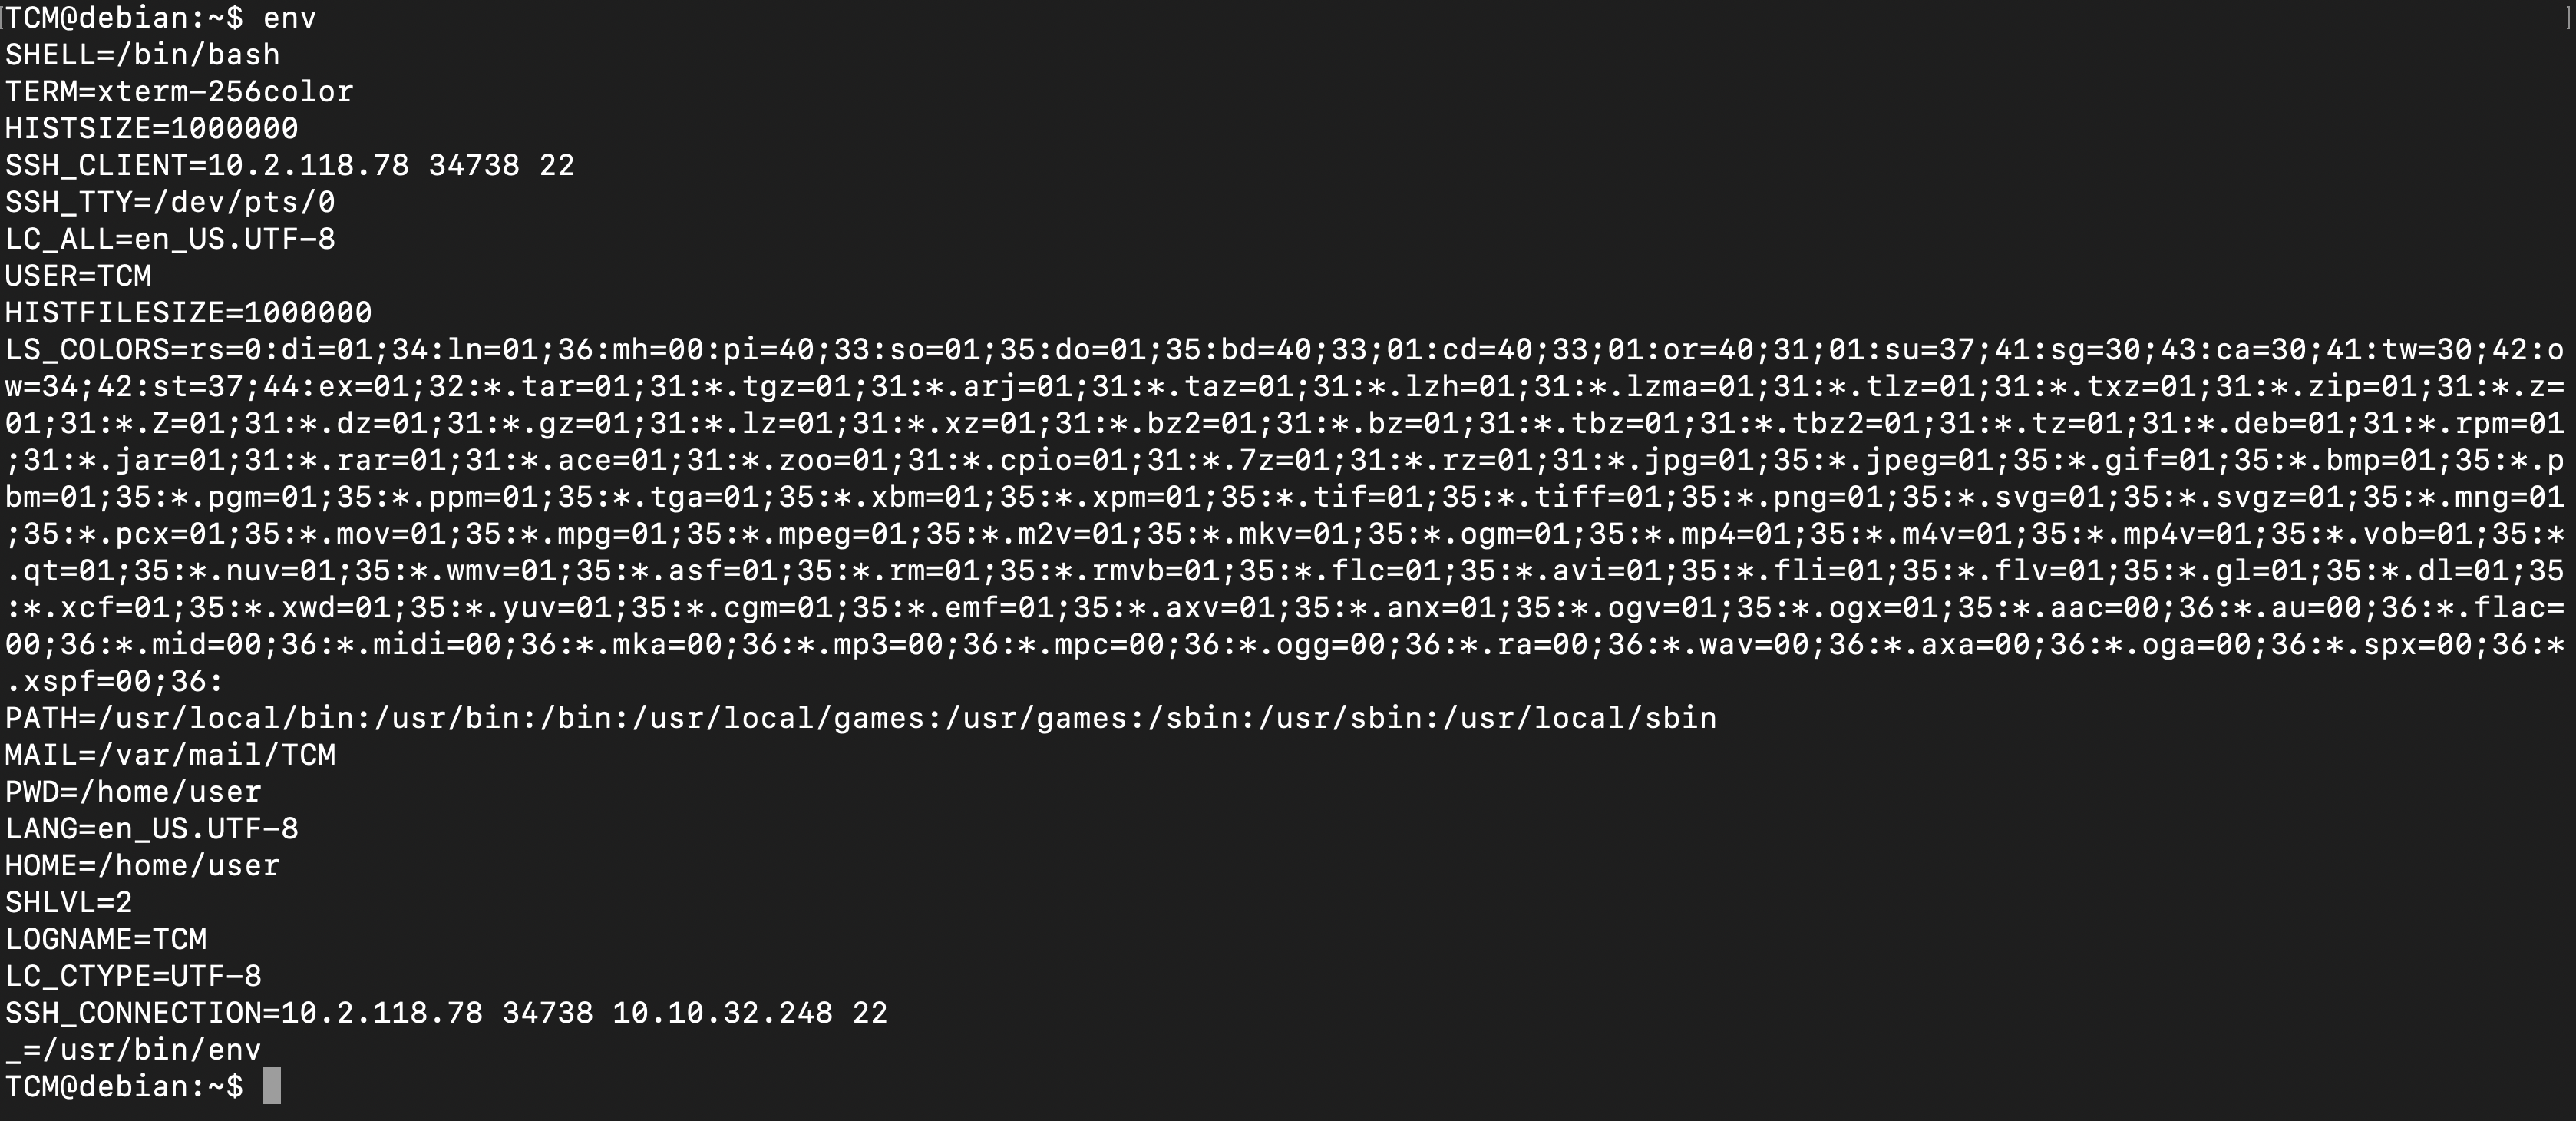 TCM@debian:~$ env
SHELL=/bin/bash
TERM=xterm-256color
HISTSIZE=1000000
SSH_CLIENT=10.2.118.78 34738 22
SSH_TTY=/dev/pts/0
LC_ALL=en_US.UTF-8
USER=TCM
HISTFILESIZE=1000000
LS_COLORS=rs=0:di=01;34:ln=01;36:mh=00:pi=40;33:so=01;35:do=01;35:bd=40;33;01:cd=40;33;01:or=40;31;01:su=37;41:sg=30;43:ca=30;41:tw=30;42:o
w=34;42:st=37;44:ex=01;32:*.tar=01;31:*.tgz=01;31:*.arj=01;31:*.taz=01;31:*.lzh=01;31:*.lzma=01;31:*.tlz=01;31:*.txz=01;31:*.zip=01;31:*.z=
01;31:*.Z=01;31:*.dz=01;31:*.gz=01;31:*.lz=01;31:*.xz=01;31:*.bz2=01;31:*.bz=01;31:*.tbz=01;31:*.tbz2=01;31:*.tz=01;31:*.deb=01;31:*.rpm=01
;31:*.jar=01;31:*.rar=01;31:*.ace=01;31:*.zoo=01;31:*.cpio=01;31:*.7z=01;31:*.rz=01;31:*.jpg=01;35:*.jpeg=01;35:*.gif=01;35:*.bmp=01;35:*.p
bm=01;35:*.pgm=01;35:*.ppm=01;35:*.tga=01;35:*.xbm=01;35:*.xpm=01;35:*.tif=01;35:*.tiff=01;35:*.png=01;35:*.svg=01;35:*.svgz=01;35:*.mng=01
;35:*.pcx=01;35:*.mov=01;35:*.mpg=01;35:*.mpeg=01;35:*.m2v=01;35:*.mkv=01;35:*.ogm=01;35:*.mp4=01;35:*.m4v=01;35:*.mp4v=01;35:*.vob=01;35:*
.qt=01;35:*.nuv=01;35:*.wmv=01;35:*.asf=01;35:*.rm=01;35:*.rmvb=01;35:*.flc=01;35:*.avi=01;35:*.fli=01;35:*.flv=01;35:*.gl=01;35:*.dl=01;35
:*.xcf=01;35:*.xwd=01;35:*.yuv=01;35:*.cgm=01;35:*.emf=01;35:*.axv=01;35:*.anx=01;35:*.ogv=01;35:*.ogx=01;35:*.aac=00;36:*.au=00;36:*.flac=
00;36:*.mid=00;36:*.midi=00;36:*.mka=00;36:*.mp3=00;36:*.mpc=00;36:*.ogg=00;36:*.ra=00;36:*.wav=00;36:*.axa=00;36:*.oga=00;36:*.spx=00;36:*
.xspf=00;36:
PATH=/usr/local/bin:/usr/bin:/bin:/usr/local/games:/usr/games:/sbin:/usr/sbin:/usr/local/sbin
MAIL=/var/mail/TCM
PWD=/home/user
LANG=en_US.UTF-8
HOME=/home/user
SHLVL=2
LOGNAME=TCM
LC_CTYPE=UTF-8
SSH_CONNECTION=10.2.118.78 34738 10.10.32.248 22
_=/usr/bin/env
TCM@debian:~$